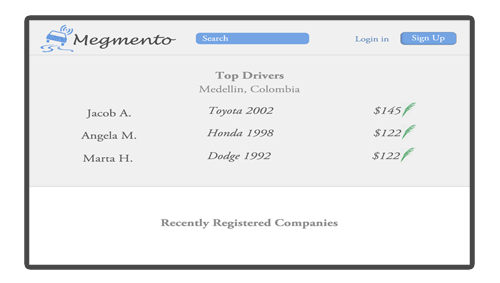 Megmento Search Login in Sign Up
Top Drivers
Medellin, Colombia
Jacob A. Toyota 2002 $145
Angela M. Honda 1998 $122
Marta H. Dodge 1992 $122
Recently Registered Companies